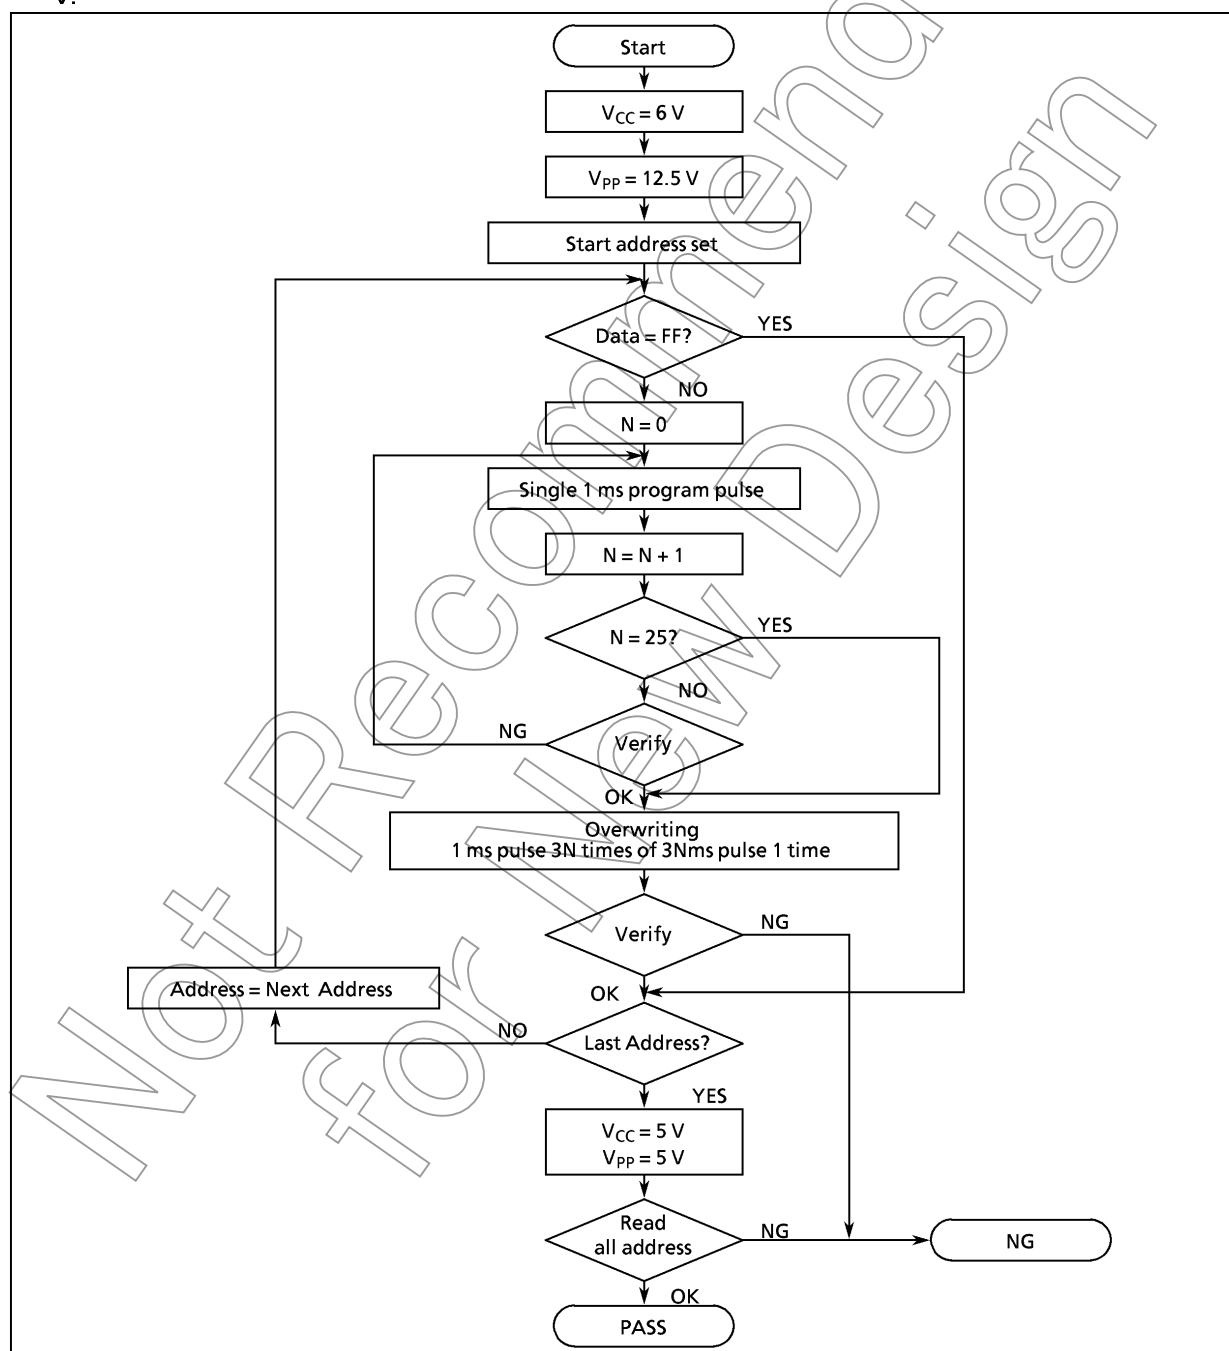 V.
Start
VCC = 6 V
VPP = 12.5 V
Start address set
Data = FF?
YES
NO
N = 0
Single 1 ms program pulse
N = N + 1
N = 25?
YES
NO
NG
Verify
OK
Overwriting
1 ms pulse 3N times of 3Nms pulse 1 time
Verify
NG
Address = Next Address
OK
NO
Last Address?
YES
VCC = 5 V
VPP = 5 V
Read
all address
NG
NG
OK
PASS
Not Recommend
for New Design